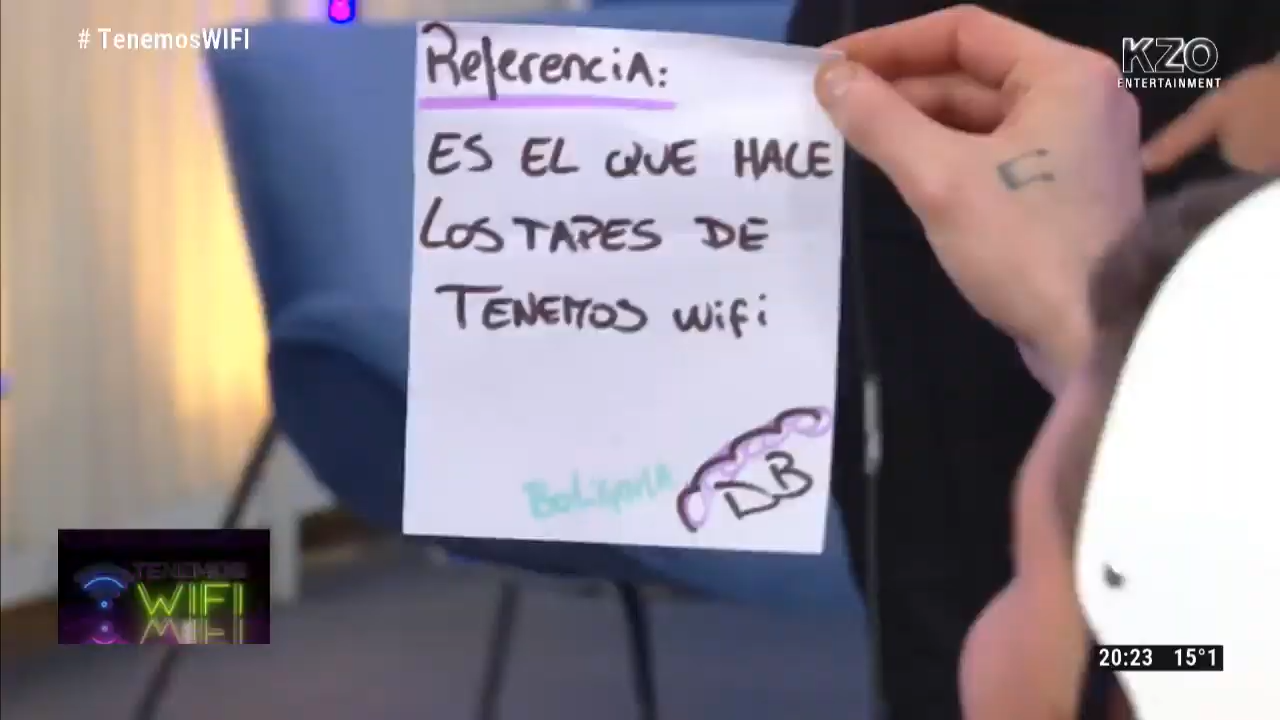 # TenemosWIFI
KZO
ENTERTAINMENT
Referencia:
ES EL QUE HACE
LOS TAPES DE
TENEMOS wifi
DB
TENEMOS
WIFI
20:23 15°1